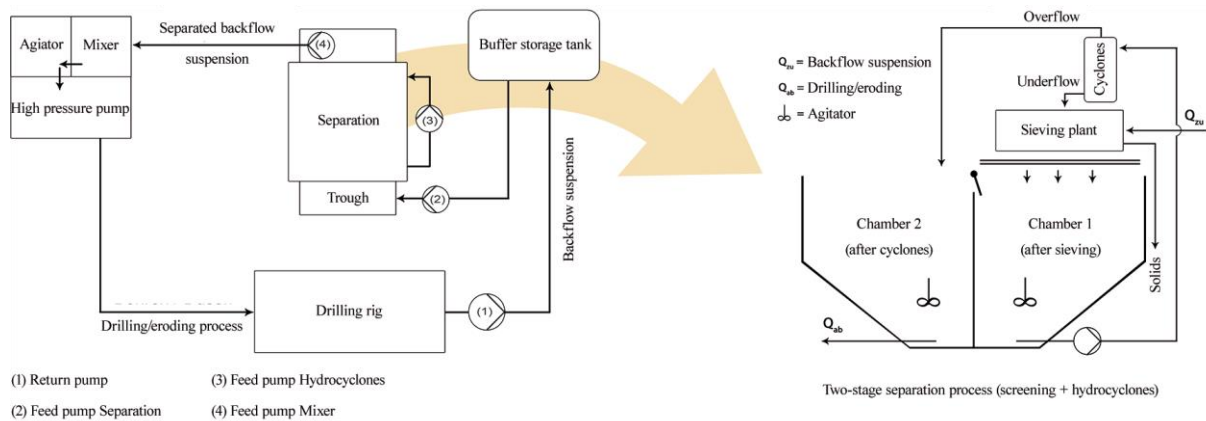 Separated backflow
suspension
Agiator
Mixer
High pressure pump
(4)
Separation
(3)
Trough
(2)
Buffer storage tank
Backflow suspension
Drilling/eroding process
Drilling rig
(1)
(1) Return pump
(3) Feed pump Hydrocyclones
(2) Feed pump Separation
(4) Feed pump Mixer
Overflow
Qzu = Backflow suspension
Qab = Drilling/eroding
Agitator
Cyclones
Underflow
Sieving plant
Qzu
Chamber 2
(after cyclones)
Chamber 1
(after sieving)
Solids
Qab
Two-stage separation process (screening + hydrocyclones)